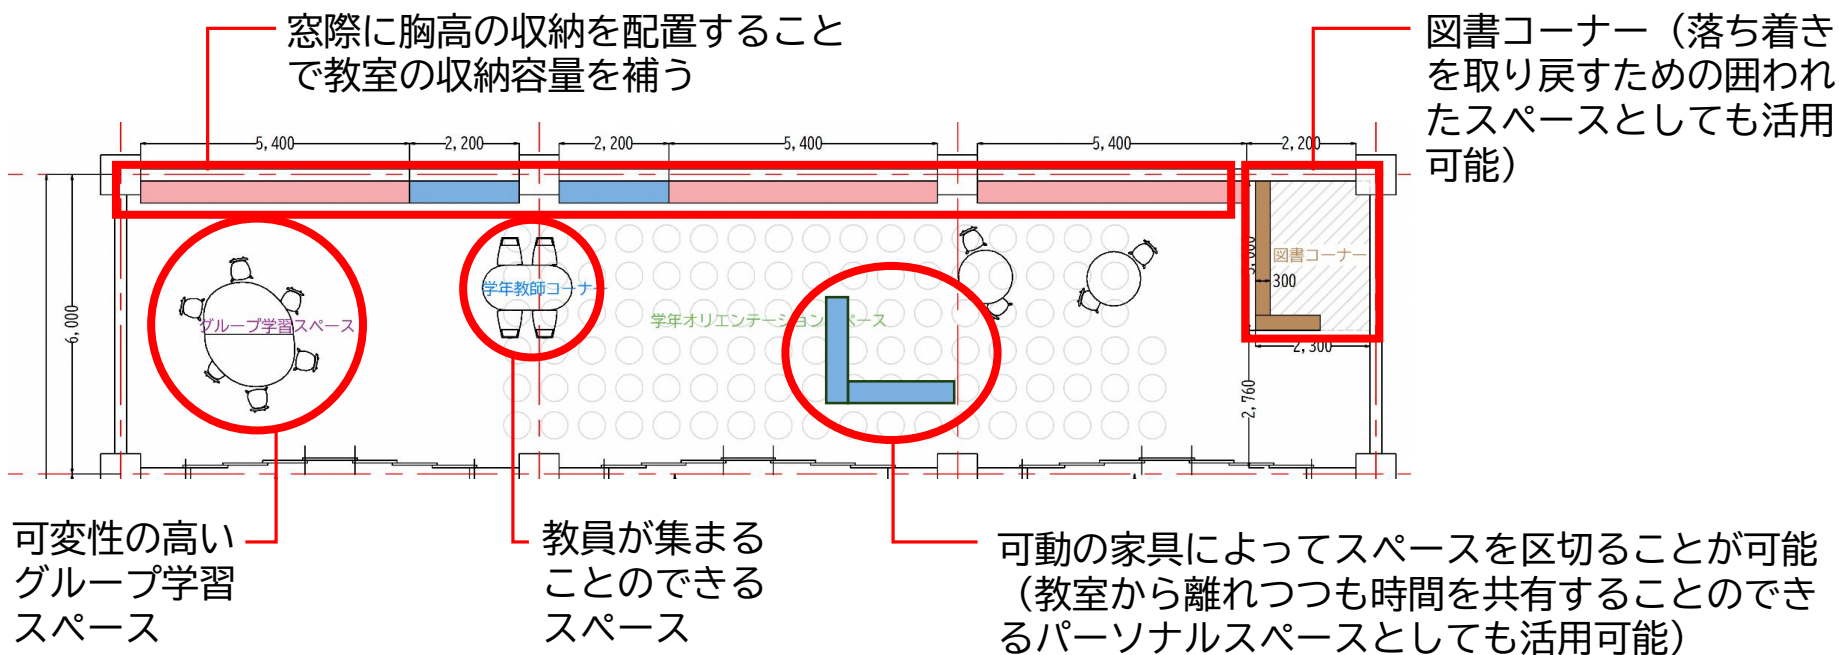 窓際に胸高の収納を配置すること
で教室の収納容量を補う
図書コーナー（落ち着き
を取り戻すための囲われ
たスペースとしても活用
可能）
5,400
2,200
2,200
5,400
5,400
2,200
6,000
グループ学習スペース
学年教師コーナー
学年オリエンテーションスペース
図書コーナー
300
2,300
2,760
可変性の高い
グループ学習
スペース
教員が集まる
ことのできる
スペース
可動の家具によってスペースを区切ることが可能
（教室から離れつつも時間を共有することのでき
るパーソナルスペースとしても活用可能）